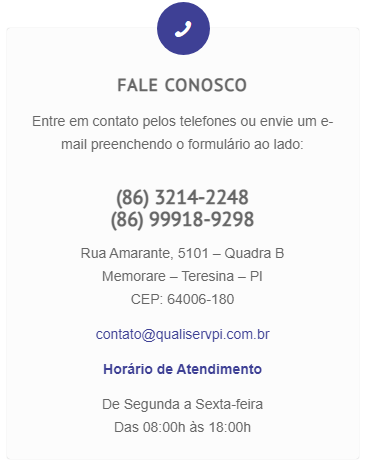 FALE CONOSCO
Entre em contato pelos telefones ou envie um e-
mail preenchendo o formulário ao lado:
(86) 3214-2248
(86) 99918-9298
Rua Amarante, 5101 – Quadra B
Memorare – Teresina – PI
CEP: 64006-180
contato@qualiservpi.com.br
Horário de Atendimento
De Segunda a Sexta-feira
Das 08:00h às 18:00h